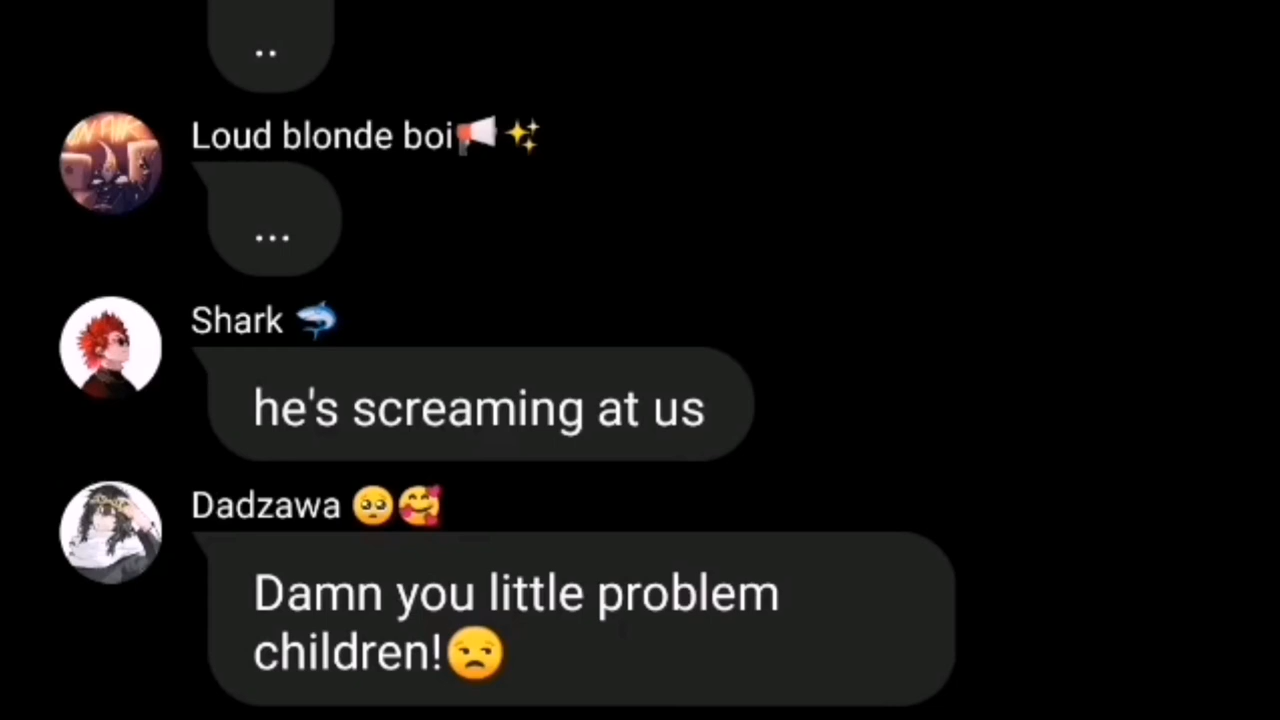 ..
Loud blonde boi📢✨
...
Shark 🦈
he's screaming at us
Dadzawa 🥺🥰
Damn you little problem
children!😒